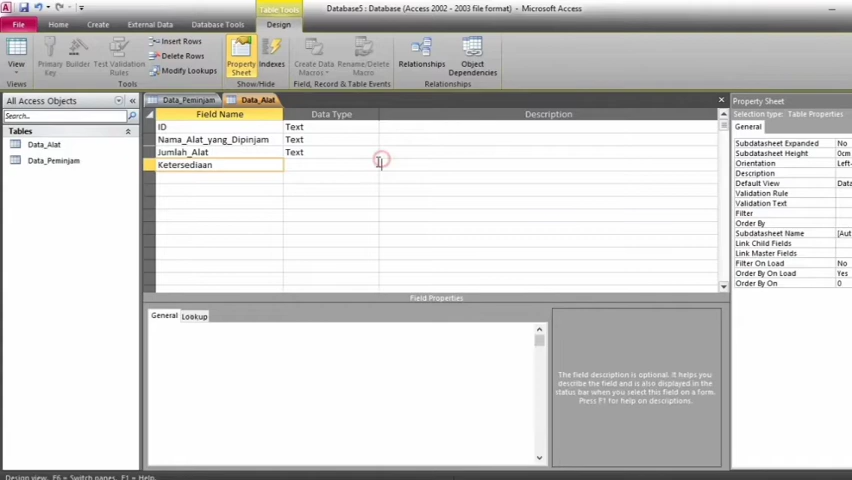 Table Tools
Database5 : Database (Access 2002 - 2003 file format) - Microsoft Access
File Home Create External Data Database Tools Design
View
Primary Key
Builder
Test Validation Rules
Insert Rows
Delete Rows
Modify Lookups
Property Sheet
Indexes
Create Data Macros
Rename/Delete Macro
Relationships
Object Dependencies
Views Tools Show/Hide Field, Record & Table Events Relationships
All Access Objects
Search...
Tables
Data_Alat
Data_Peminjam
Data_Peminjam Data_Alat
Field Name Data Type Description
ID Text
Nama_Alat_yang_Dipinjam Text
Jumlah_Alat Text
Ketersediaan
Field Properties
General Lookup
The field description is optional. It helps you
describe the field and is also displayed in the
status bar when you select this field on a form.
Press F1 for help on descriptions.
Property Sheet
Selection type: Table Properties
General
Subdatasheet Expanded No
Subdatasheet Height 0cm
Orientation Left-
Description
Default View Data
Validation Rule
Validation Text
Filter
Order By
Subdatasheet Name [Aut
Link Child Fields
Link Master Fields
Filter On Load No
Order By On Load Yes
Order By On 0
Design view. F6 = Switch panes. F1 = Help.